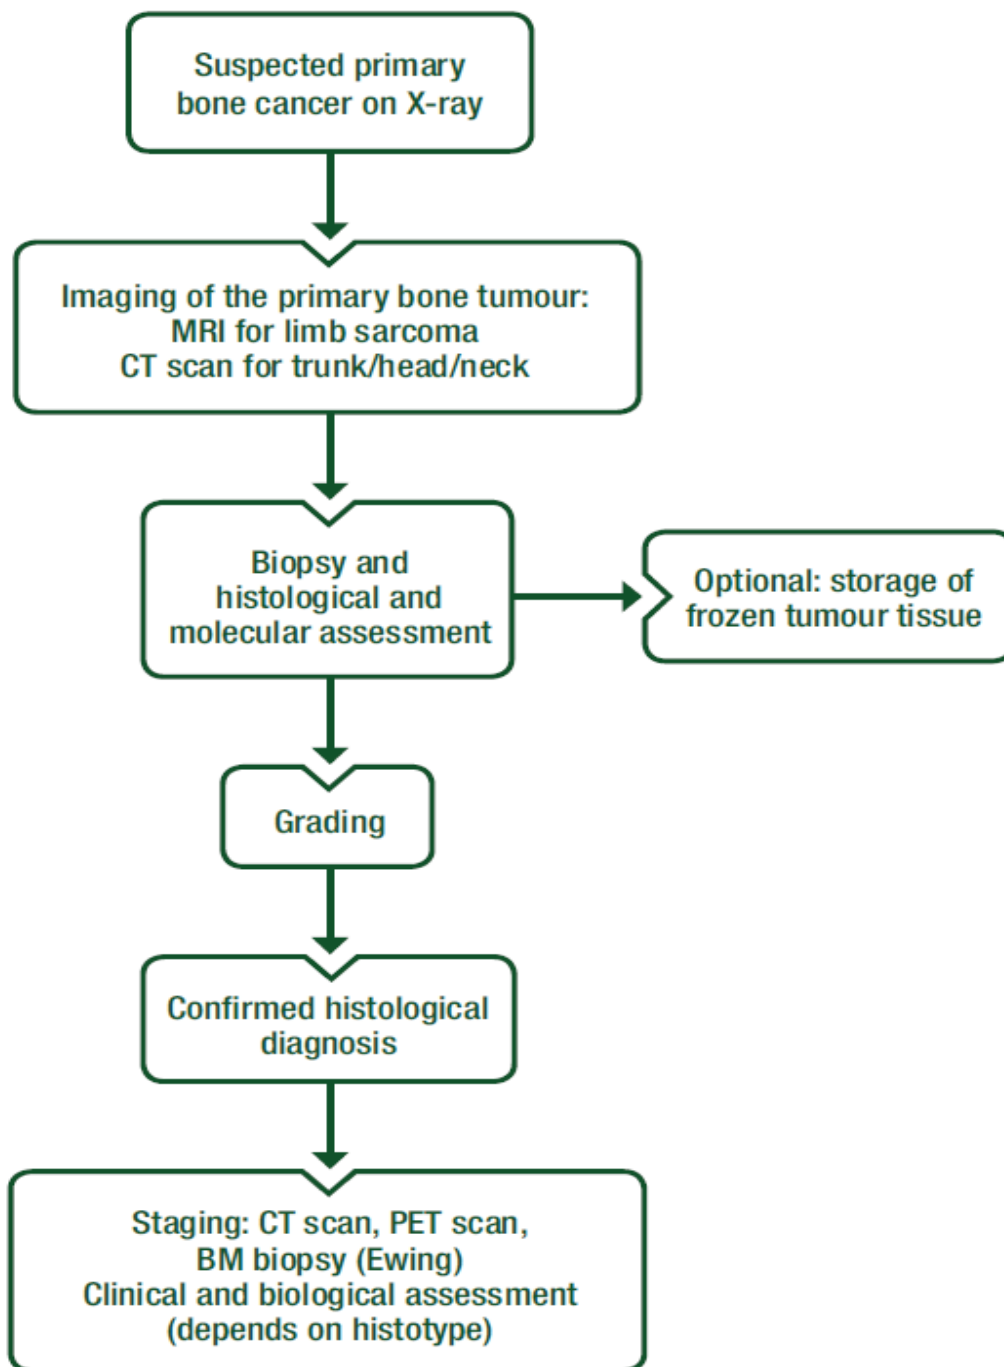 Suspected primary
bone cancer on X-ray
Imaging of the primary bone tumour:
MRI for limb sarcoma
CT scan for trunk/head/neck
Biopsy and
histological and
molecular assessment
Optional: storage of
frozen tumour tissue
Grading
Confirmed histological
diagnosis
Staging: CT scan, PET scan,
BM biopsy (Ewing)
Clinical and biological assessment
(depends on histotype)